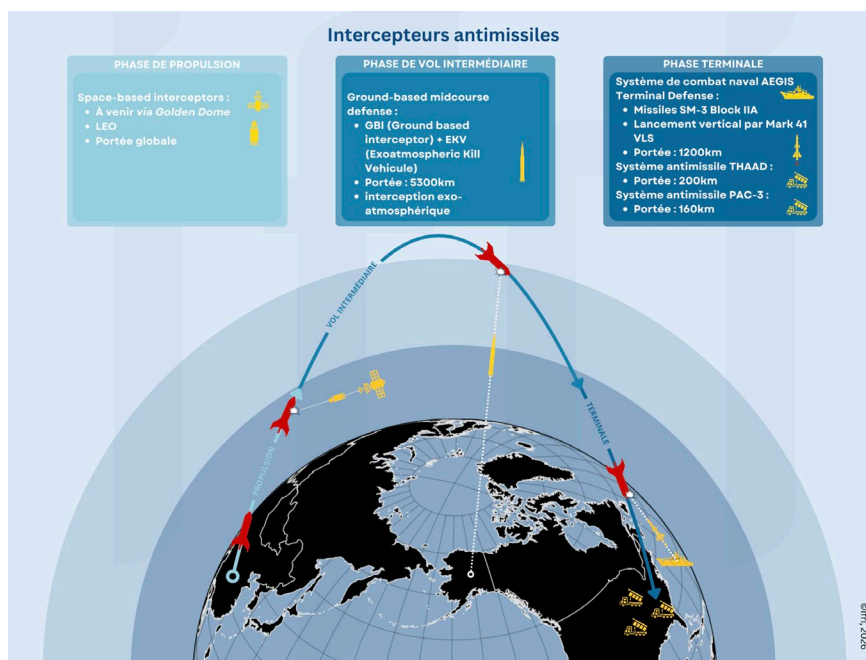 Intercepteurs antimissiles
PHASE DE PROPULSION
Space-based interceptors :
• À venir via Golden Dome
• LEO
• Portée globale
PHASE DE VOL INTERMÉDIAIRE
Ground-based midcourse
defense :
• GBI (Ground based
interceptor) + EKV
(Exoatmospheric Kill
Vehicule)
• Portée : 5300km
• interception exo-
atmosphérique
PHASE TERMINALE
Système de combat naval AEGIS
Terminal Defense :
• Missiles SM-3 Block IIA
• Lancement vertical par Mark 41
VLS
• Portée : 1200km
Système antimissile THAAD :
• Portée : 200km
Système antimissile PAC-3 :
• Portée : 160km
VOL INTERMÉDIAIRE
PROPULSION
TERMINALE